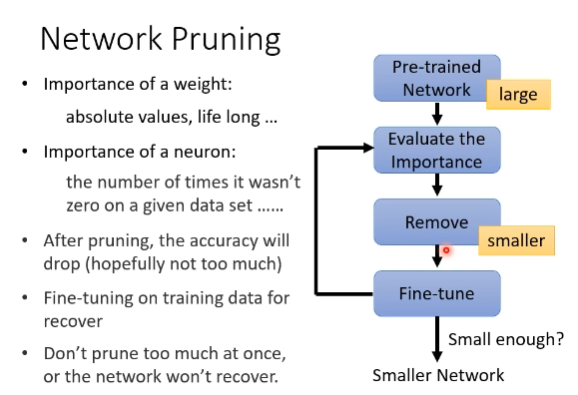 Network Pruning
• Importance of a weight:
absolute values, life long ...
• Importance of a neuron:
the number of times it wasn't
zero on a given data set ......
• After pruning, the accuracy will
drop (hopefully not too much)
• Fine-tuning on training data for
recover
• Don't prune too much at once,
or the network won't recover.
Pre-trained
Network
large
Evaluate the
Importance
Remove
smaller
Fine-tune
Small enough?
Smaller Network